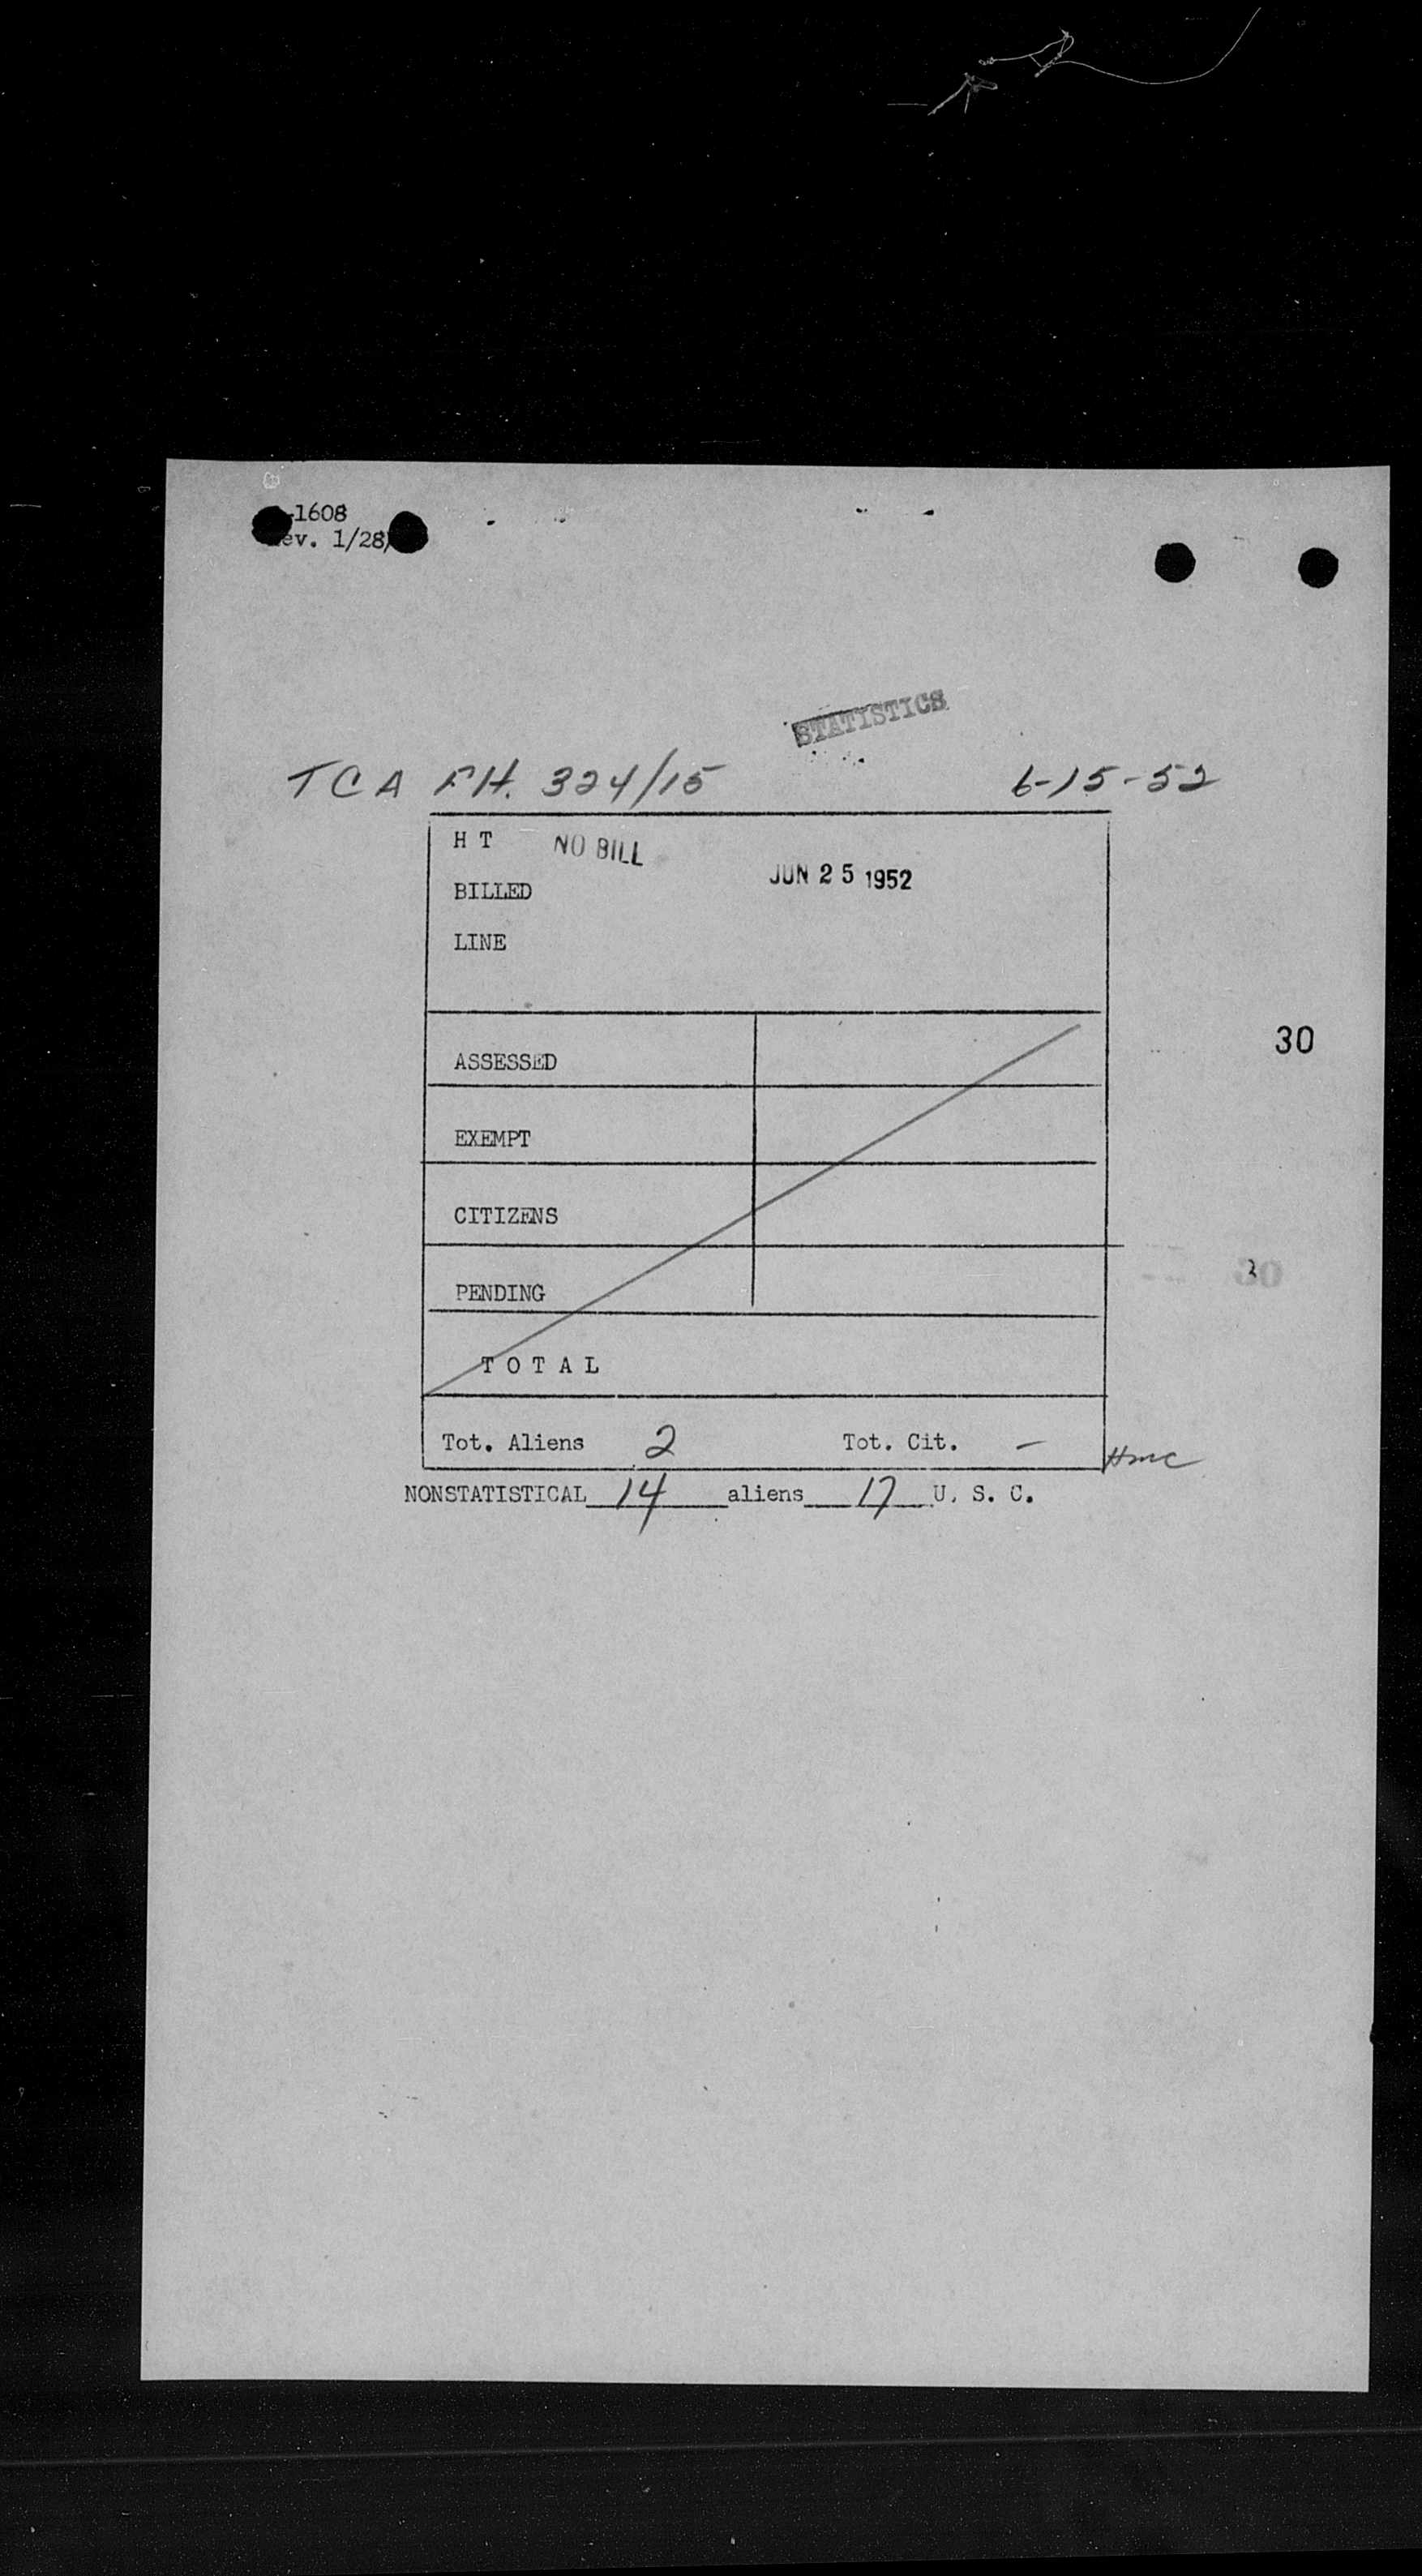 -1608
ev. 1/28/
STATISTICS
TCA FH. 324/15 6-15-52
H T NO BILL
JUN 25 1952
BILLED
LINE
30
ASSESSED
EXEMPT
CITIZENS
30
PENDING
T O T A L
Tot. Aliens 2 Tot. Cit. -
HMC
NONSTATISTICAL 14 aliens 17 U. S. C.